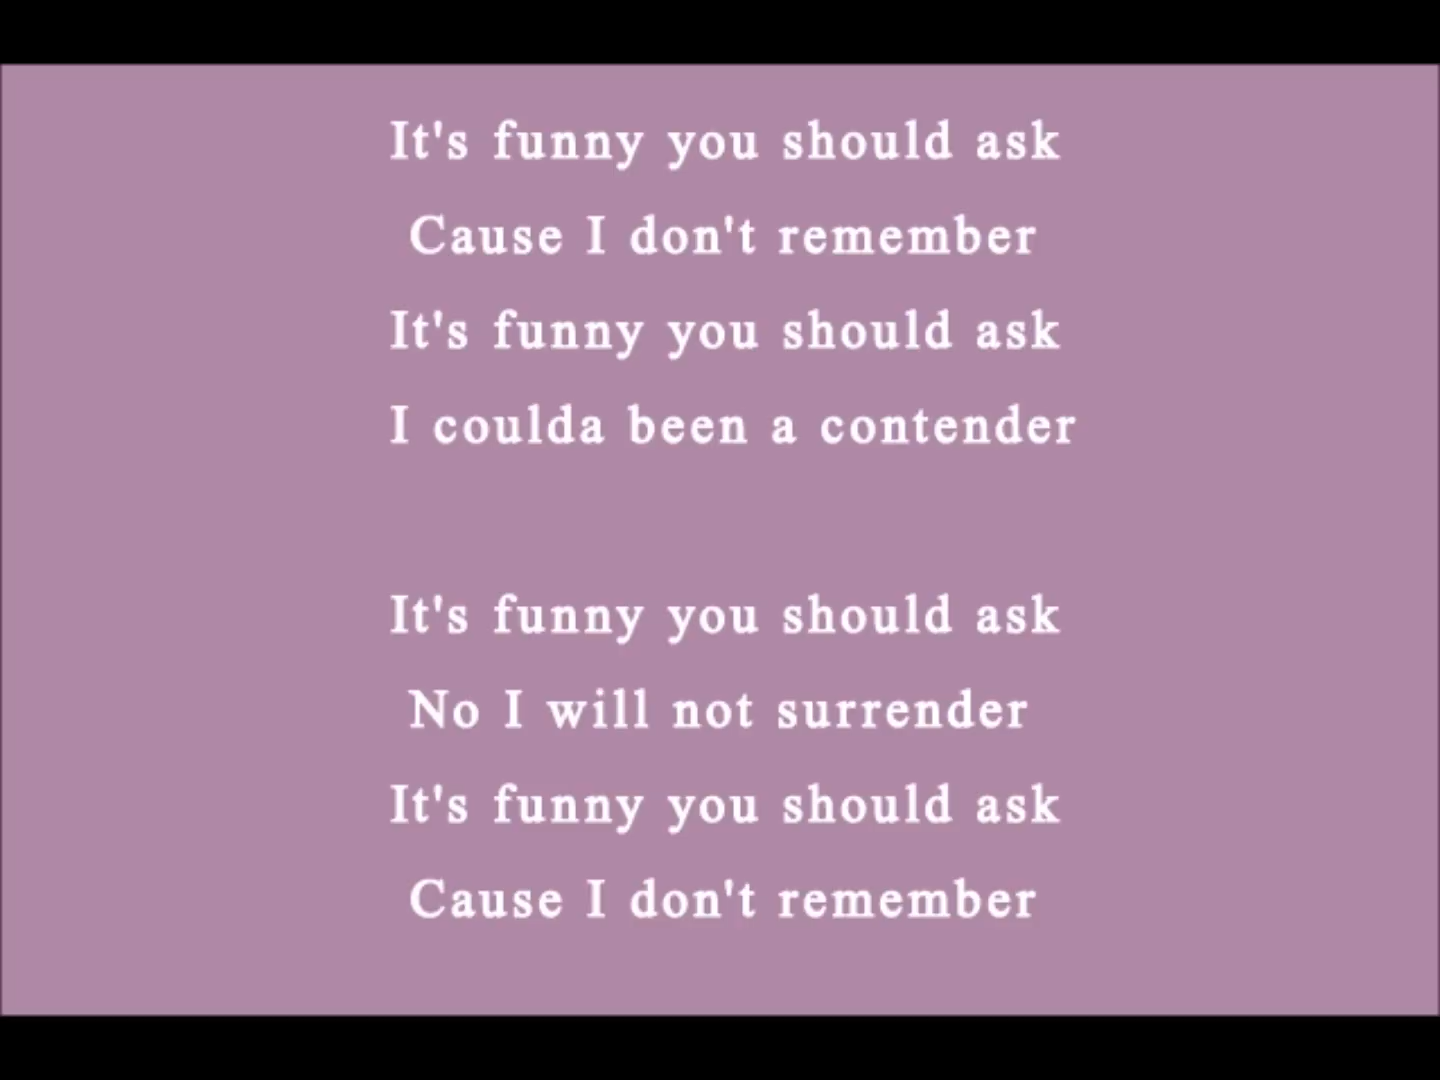 It's funny you should ask
Cause I don't remember
It's funny you should ask
I coulda been a contender
It's funny you should ask
No I will not surrender
It's funny you should ask
Cause I don't remember